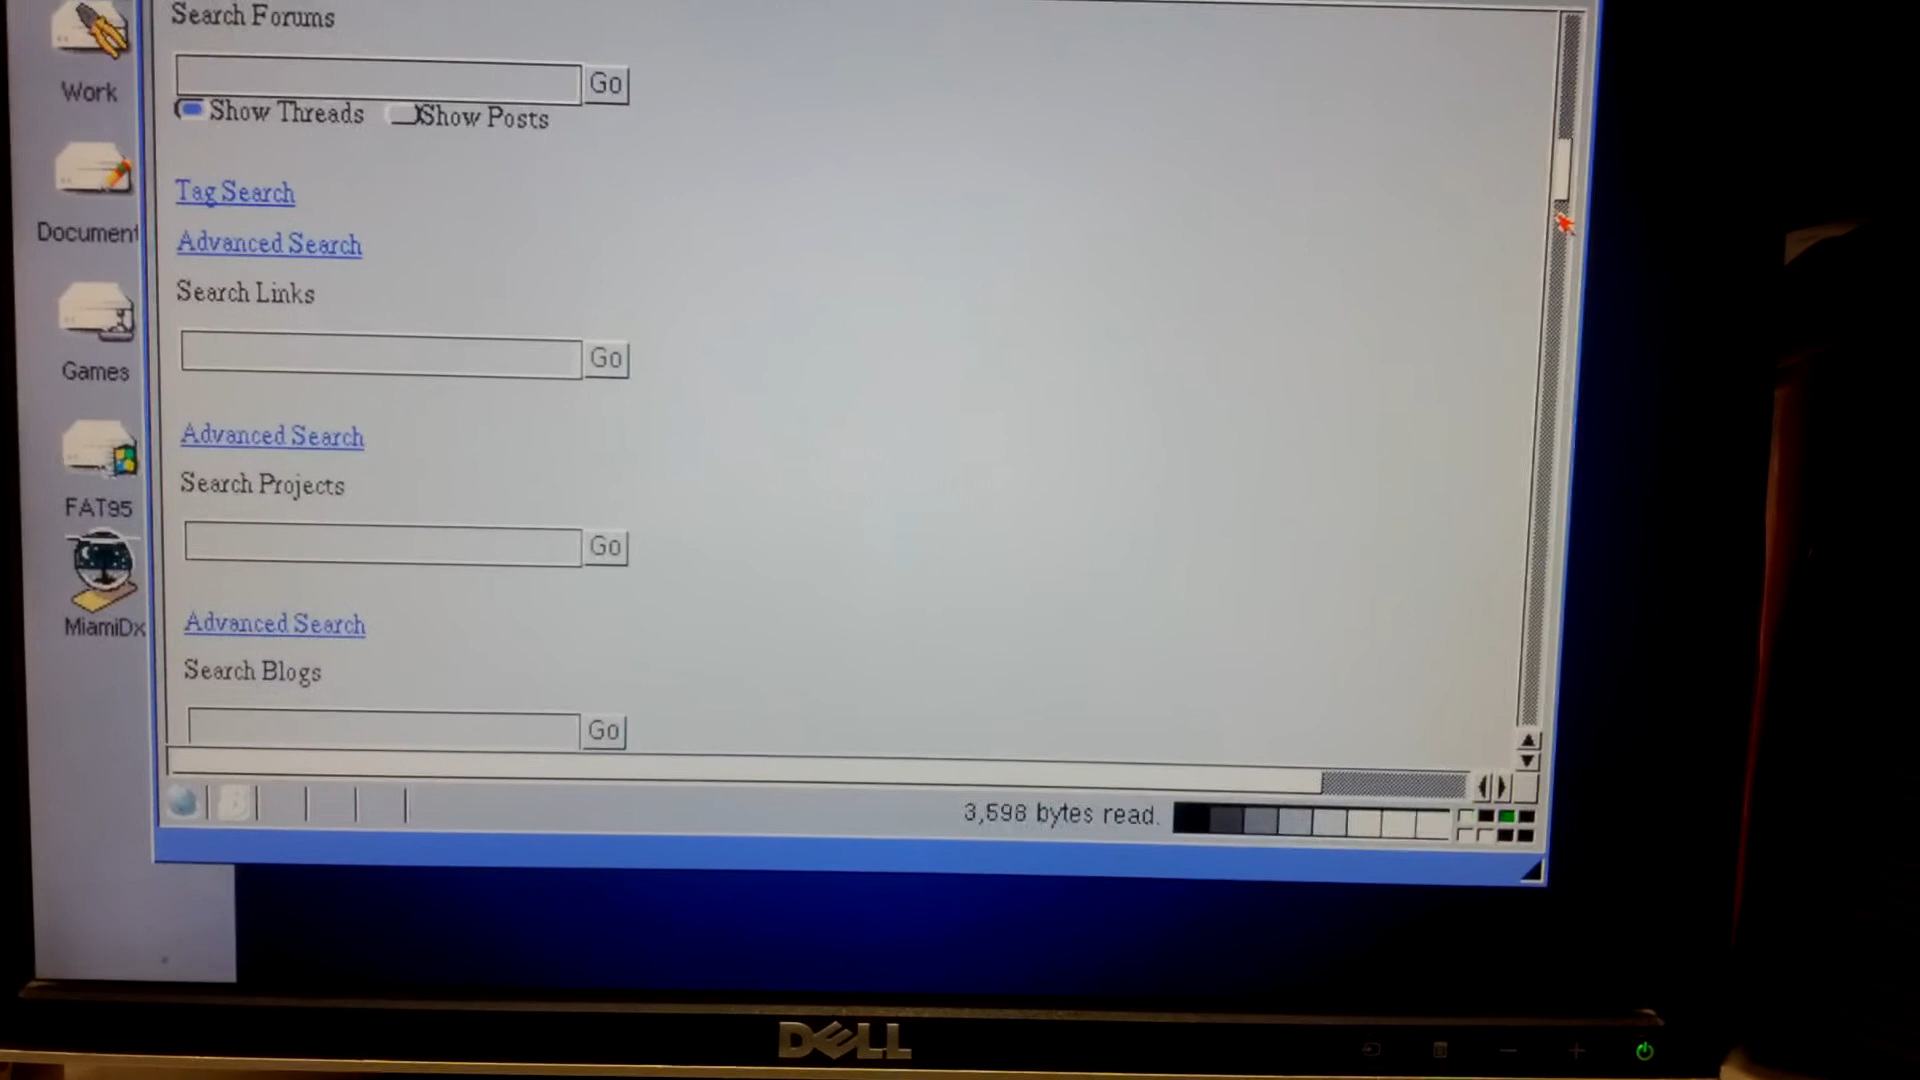 Search Forums
Go
Work
Show Threads
Show Posts
Tag Search
Document
Advanced Search
Search Links
Go
Games
Advanced Search
Search Projects
FAT95
Go
Advanced Search
MiamiDx
Search Blogs
Go
3,598 bytes read.
DELL